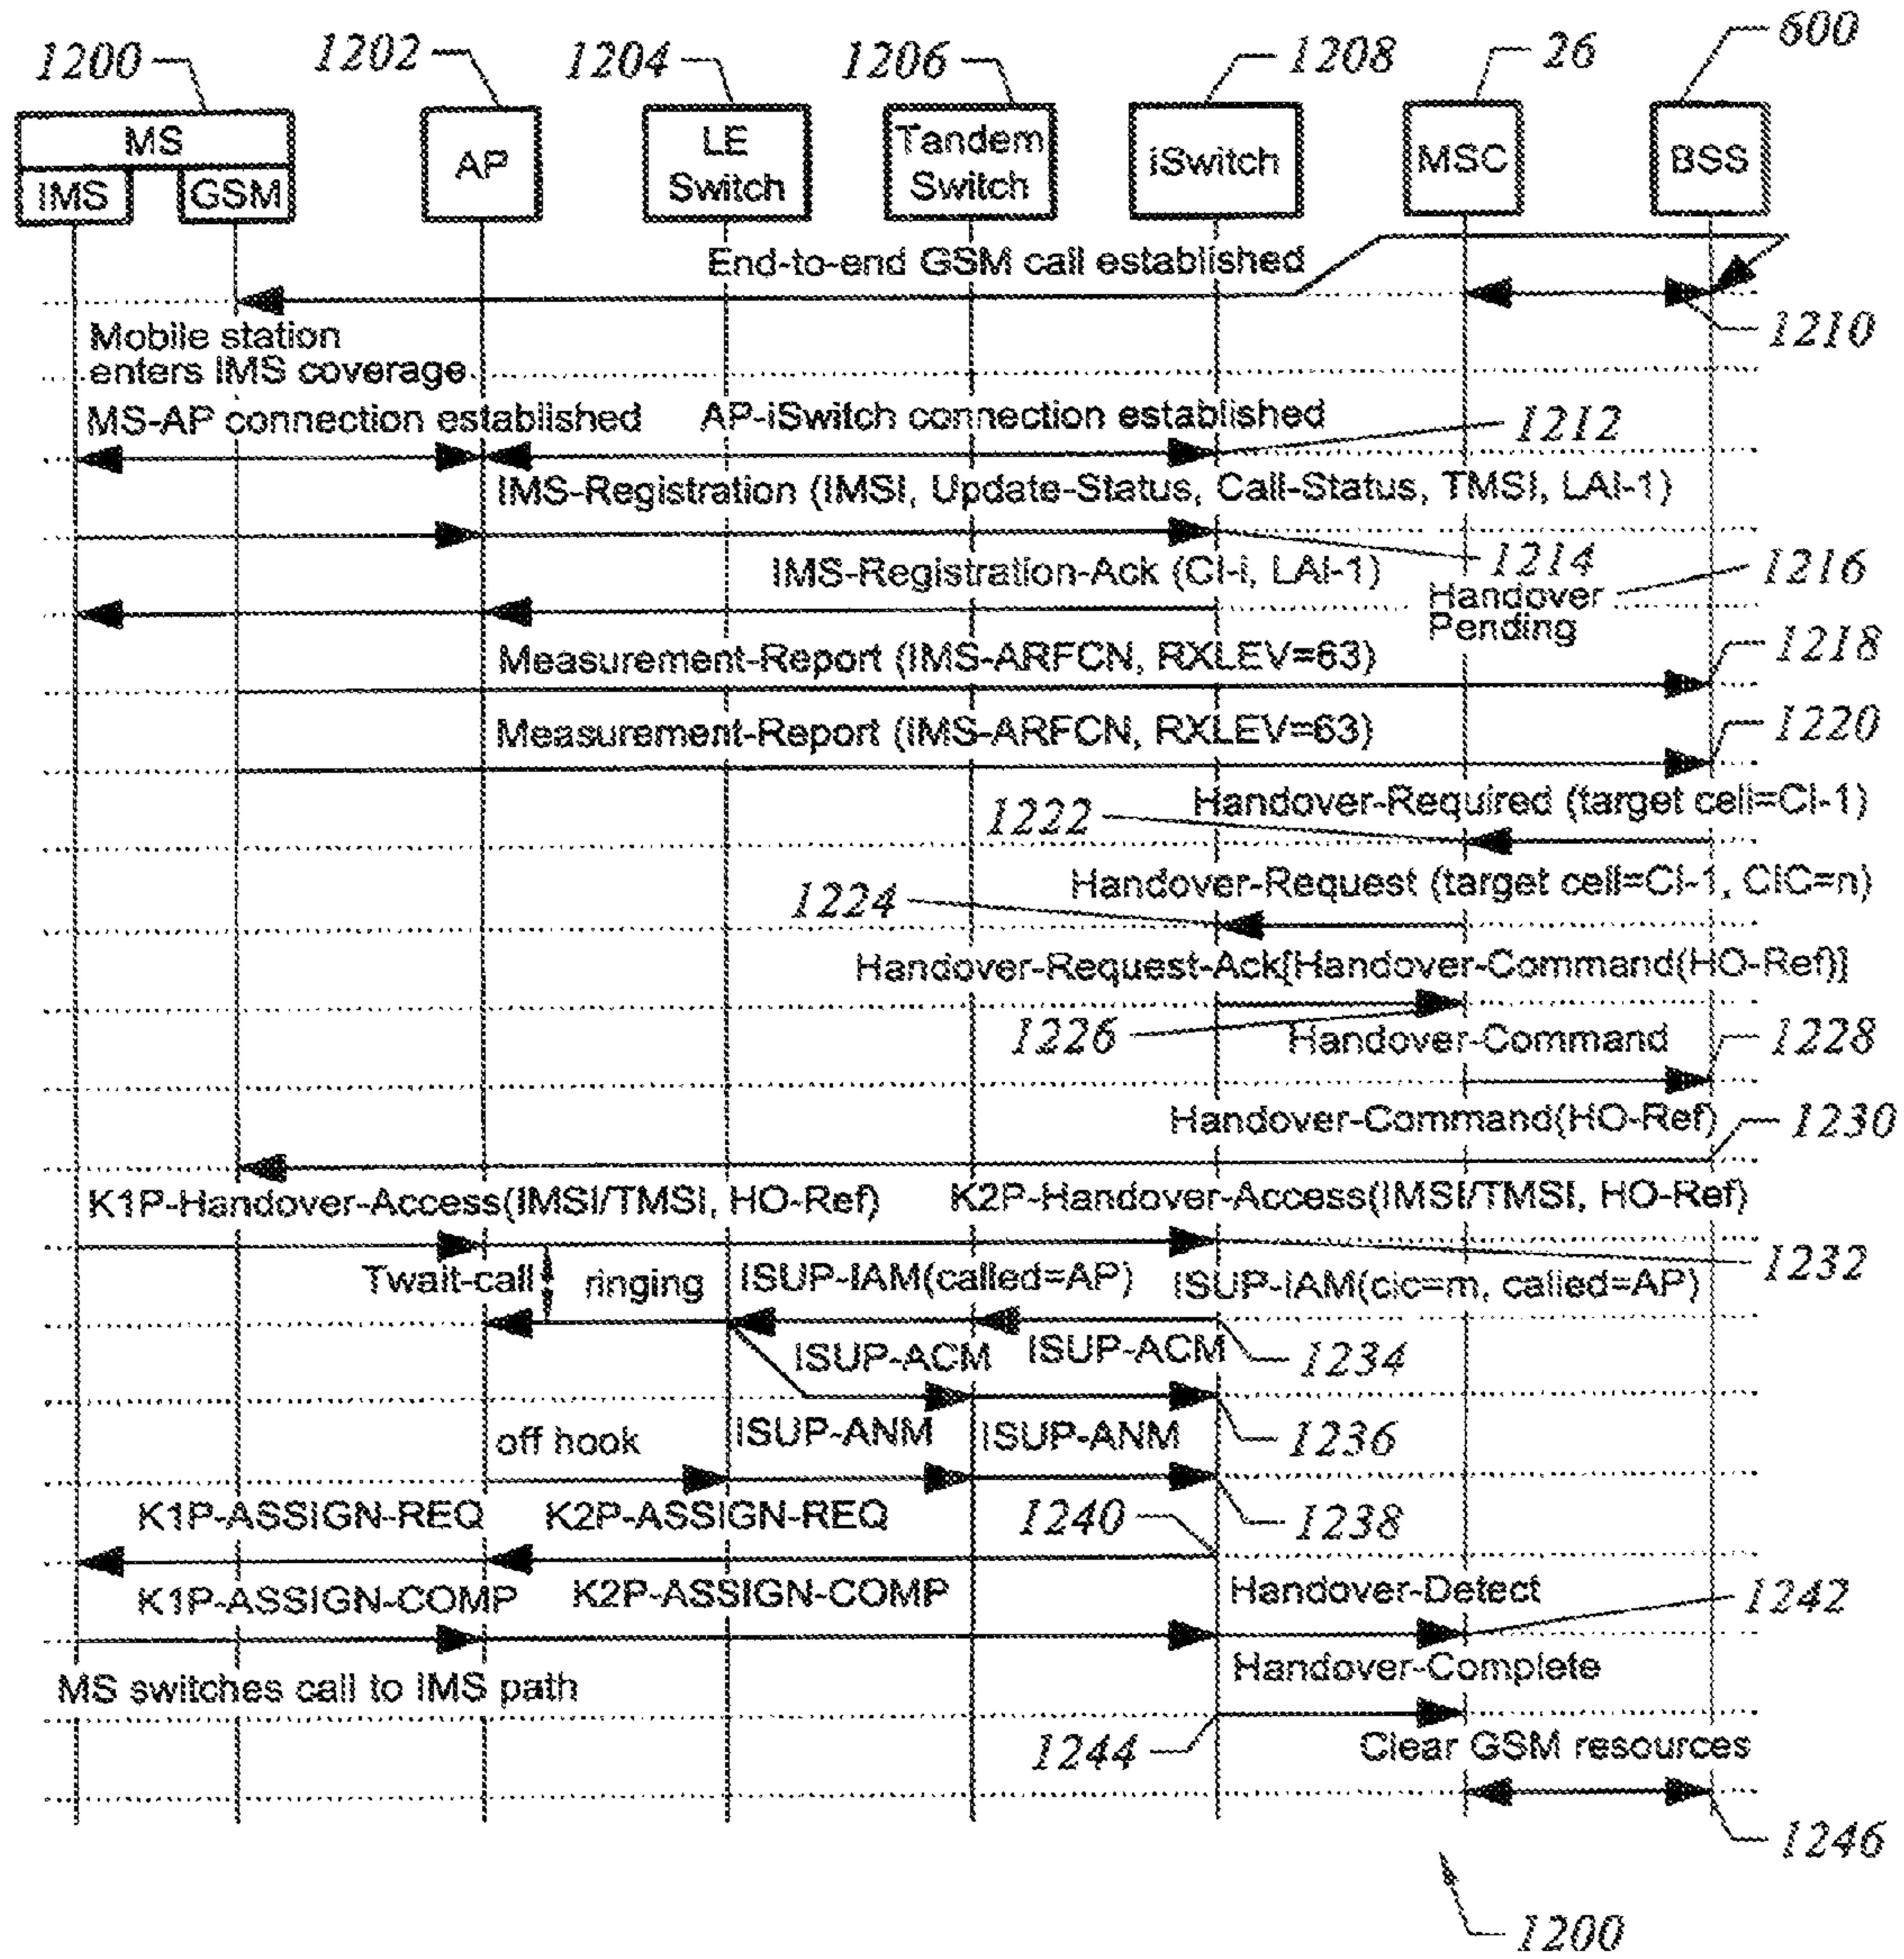 1200
1202
1204
1206
1208
26
600
MS
IMS
GSM
AP
LE
Switch
Tandem
Switch
iSwitch
MSC
BSS
End-to-end GSM call established
1210
Mobile station
enters IMS coverage
MS-AP connection established
AP-iSwitch connection established
1212
IMS-Registration (IMSI, Update-Status, Call-Status, TMSI, LAI-1)
1214
IMS-Registration-Ack (CI-i, LAI-1)
1216
Handover
Pending
Measurement-Report (IMS-ARFCN, RXLEV=63)
1218
Measurement-Report (IMS-ARFCN, RXLEV=63)
1220
Handover-Required (target cell=CI-1)
1222
Handover-Request (target cell=CI-1, CIC=n)
1224
Handover-Request-Ack[Handover-Command(HO-Ref)]
1226
Handover-Command
1228
Handover-Command(HO-Ref)
1230
K1P-Handover-Access(IMSI/TMSI, HO-Ref)
K2P-Handover-Access(IMSI/TMSI, HO-Ref)
1232
Twait-call
ringing
ISUP-IAM(called=AP)
ISUP-IAM(cic=m, called=AP)
ISUP-ACM
ISUP-ACM
1234
off hook
ISUP-ANM
ISUP-ANM
1236
K1P-ASSIGN-REQ
K2P-ASSIGN-REQ
1240
1238
K1P-ASSIGN-COMP
K2P-ASSIGN-COMP
Handover-Detect
1242
MS switches call to IMS path
Handover-Complete
1244
Clear GSM resources
1246
1200